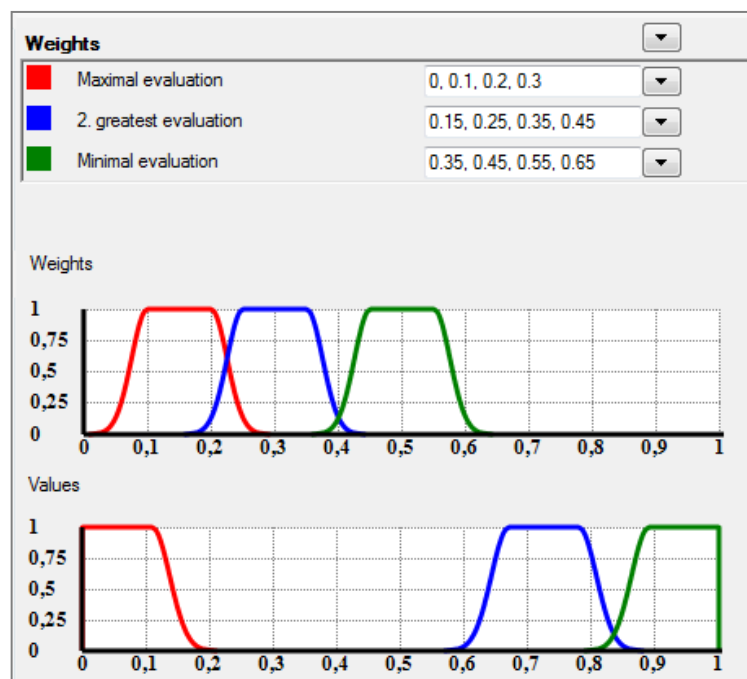 Weights
Maximal evaluation 0, 0.1, 0.2, 0.3
2. greatest evaluation 0.15, 0.25, 0.35, 0.45
Minimal evaluation 0.35, 0.45, 0.55, 0.65
Weights
1
0,75
0,5
0,25
0
0 0,1 0,2 0,3 0,4 0,5 0,6 0,7 0,8 0,9 1
Values
1
0,75
0,5
0,25
0
0 0,1 0,2 0,3 0,4 0,5 0,6 0,7 0,8 0,9 1